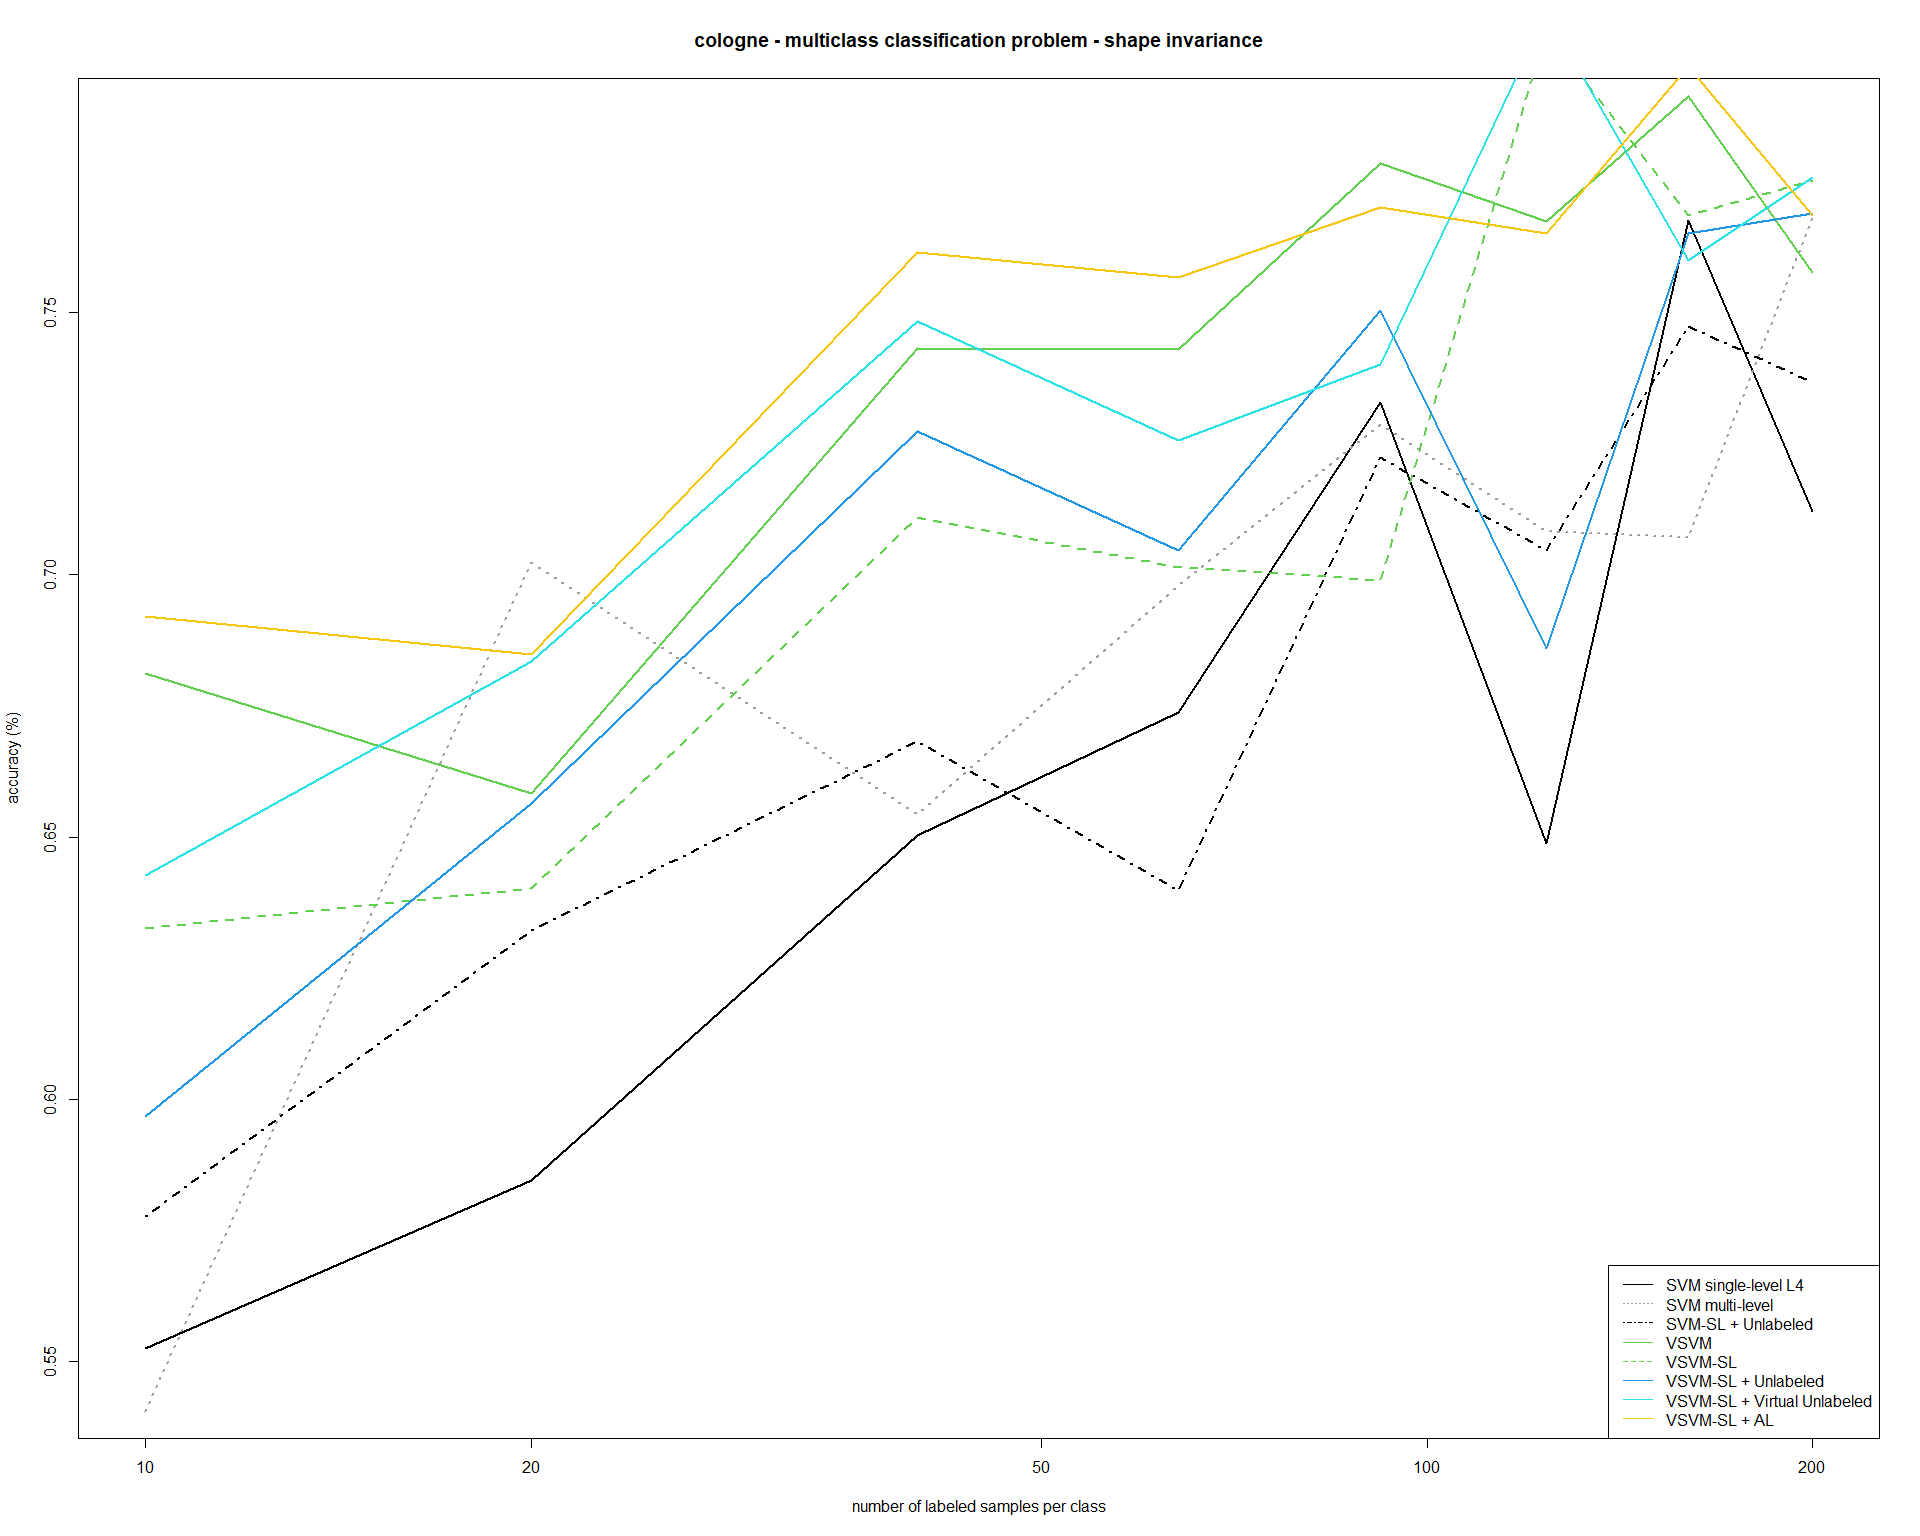 cologne - multiclass classification problem - shape invariance
accuracy (%)
0.75
0.70
0.65
0.60
0.55
SVM single-level L4
SVM multi-level
SVM-SL + Unlabeled
VSVM
VSVM-SL
VSVM-SL + Unlabeled
VSVM-SL + Virtual Unlabeled
VSVM-SL + AL
10 20 50 100 200
number of labeled samples per class